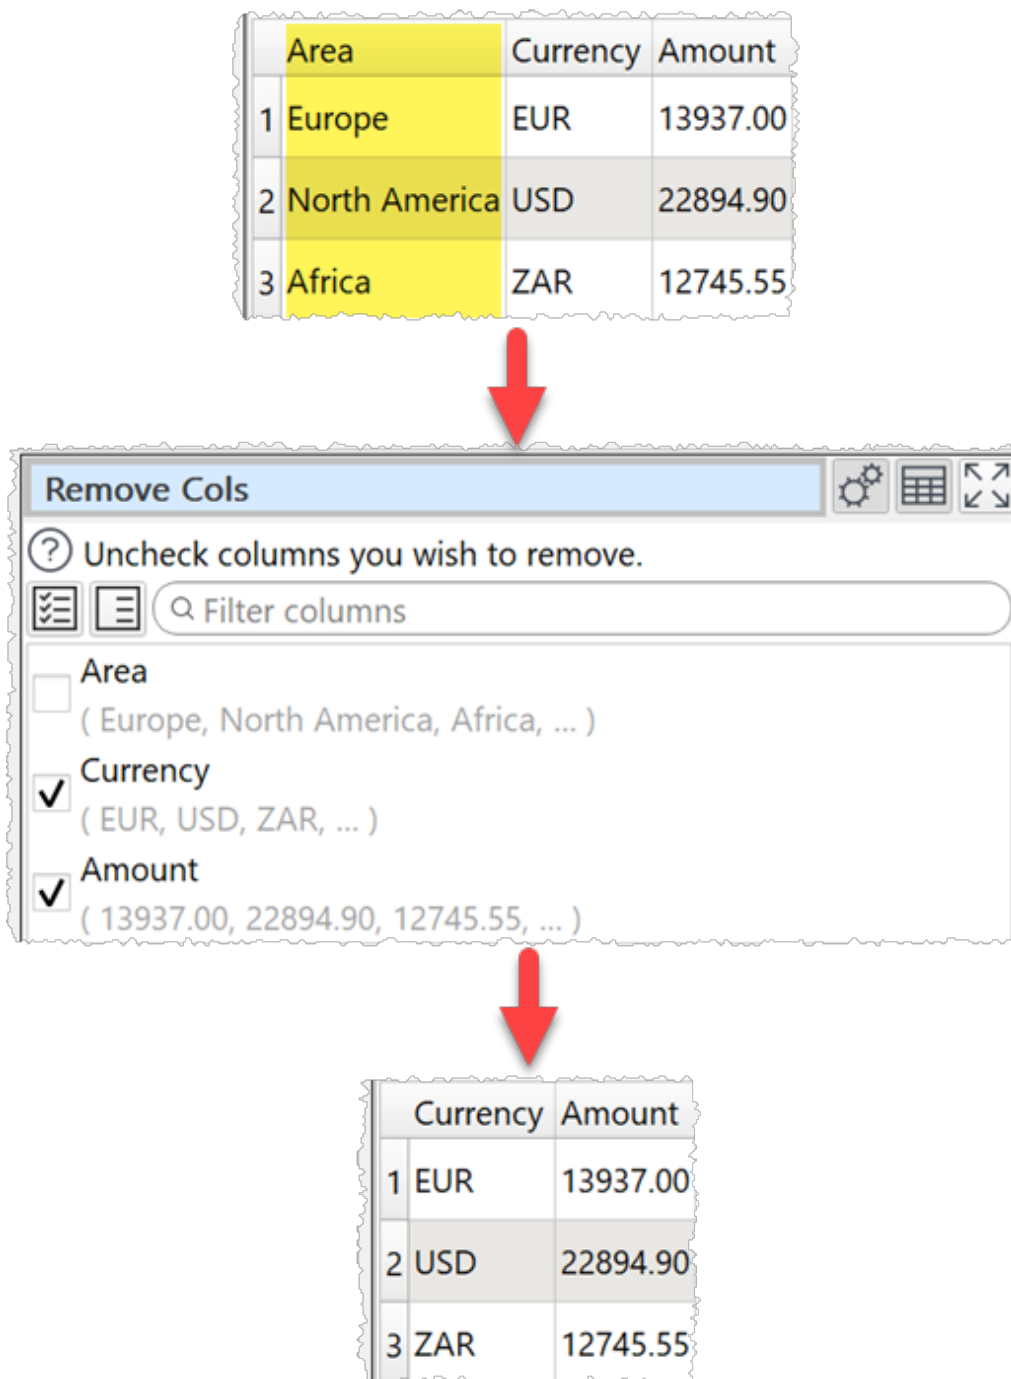 Area Currency Amount
1 Europe EUR 13937.00
2 North America USD 22894.90
3 Africa ZAR 12745.55
Remove Cols
? Uncheck columns you wish to remove.
Filter columns
Area
( Europe, North America, Africa, ... )
Currency
( EUR, USD, ZAR, ... )
Amount
( 13937.00, 22894.90, 12745.55, ... )
Currency Amount
1 EUR 13937.00
2 USD 22894.90
3 ZAR 12745.55